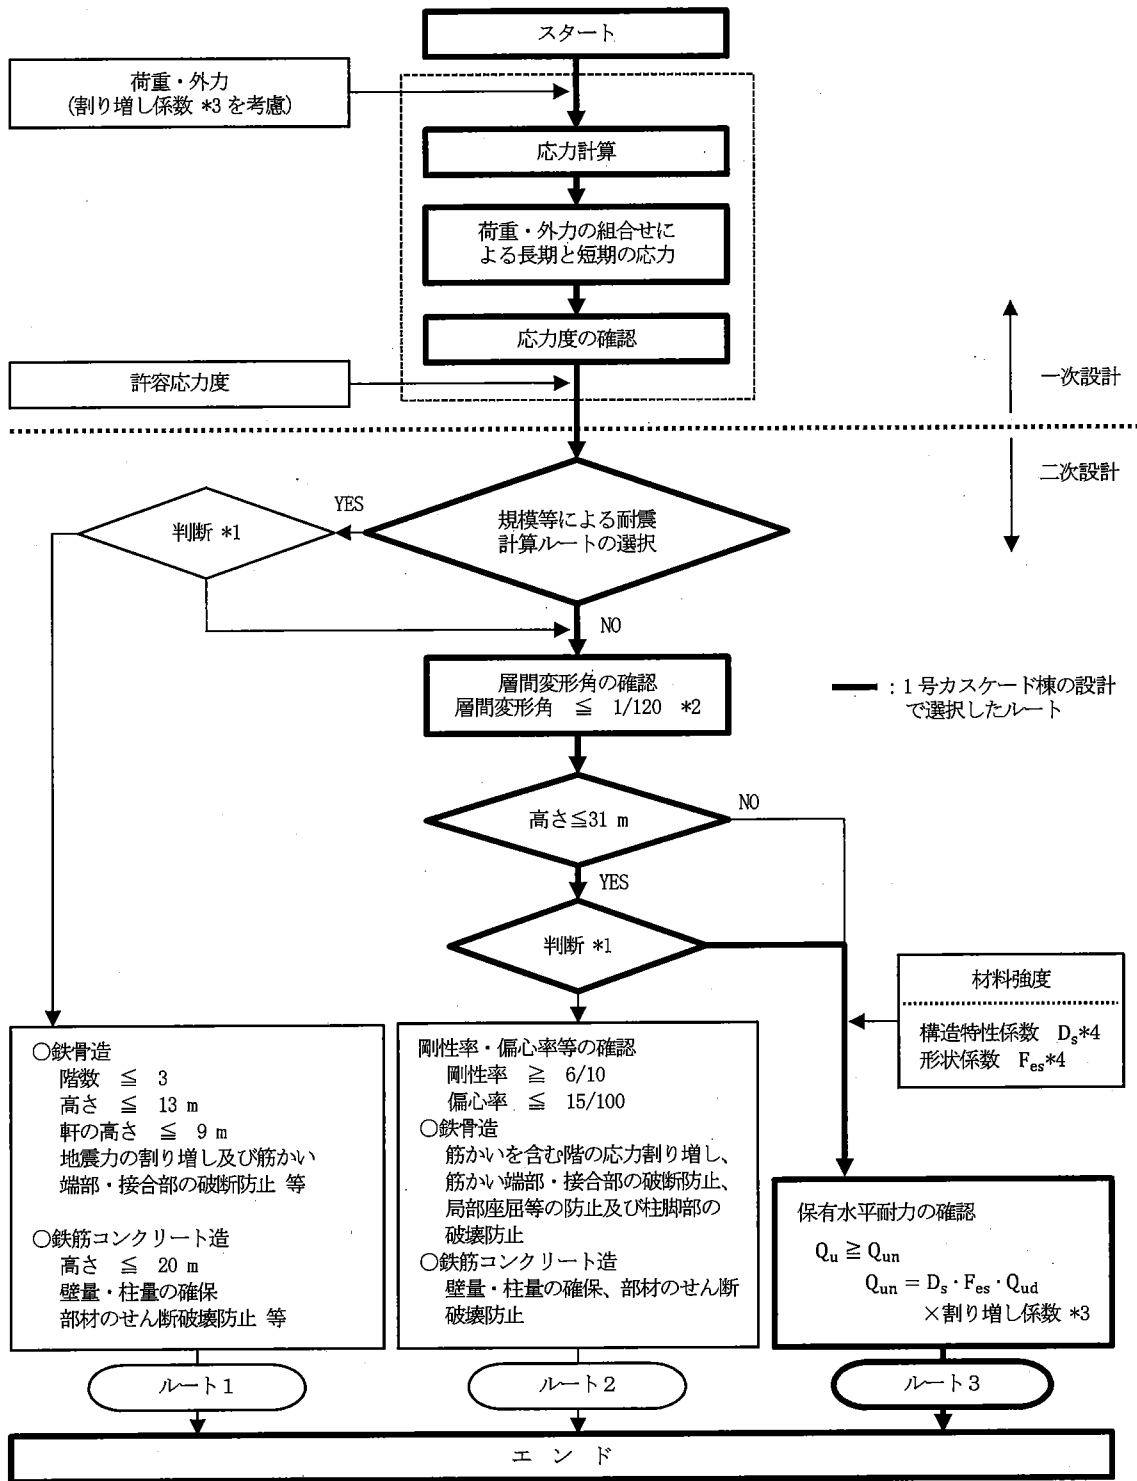 スタート
荷重・外力
(割り増し係数 *3 を考慮)
応力計算
荷重・外力の組合せに
よる長期と短期の応力
応力度の確認
許容応力度
一次設計
二次設計
規模等による耐震
計算ルートの選択
YES
判断 *1
NO
層間変形角の確認
層間変形角 ≦ 1/120 *2
:1号カスケード棟の設計
で選択したルート
高さ≦31 m
NO
YES
判断 *1
材料強度
構造特性係数 Ds*4
形状係数 Fes*4
○鉄骨造
階数 ≦ 3
高さ ≦ 13 m
軒の高さ ≦ 9 m
地震力の割り増し及び筋かい
端部・接合部の破断防止 等
○鉄筋コンクリート造
高さ ≦ 20 m
壁量・柱量の確保
部材のせん断破壊防止 等
剛性率・偏心率等の確認
剛性率 ≧ 6/10
偏心率 ≦ 15/100
○鉄骨造
筋かいを含む階の応力割り増し、
筋かい端部・接合部の破断防止、
局部座屈等の防止及び柱脚部の
破壊防止
○鉄筋コンクリート造
壁量・柱量の確保、部材のせん断
破壊防止
保有水平耐力の確認
Qu ≧ Qun
Qun = Ds・Fes・Qud
×割り増し係数 *3
ルート1
ルート2
ルート3
エンド